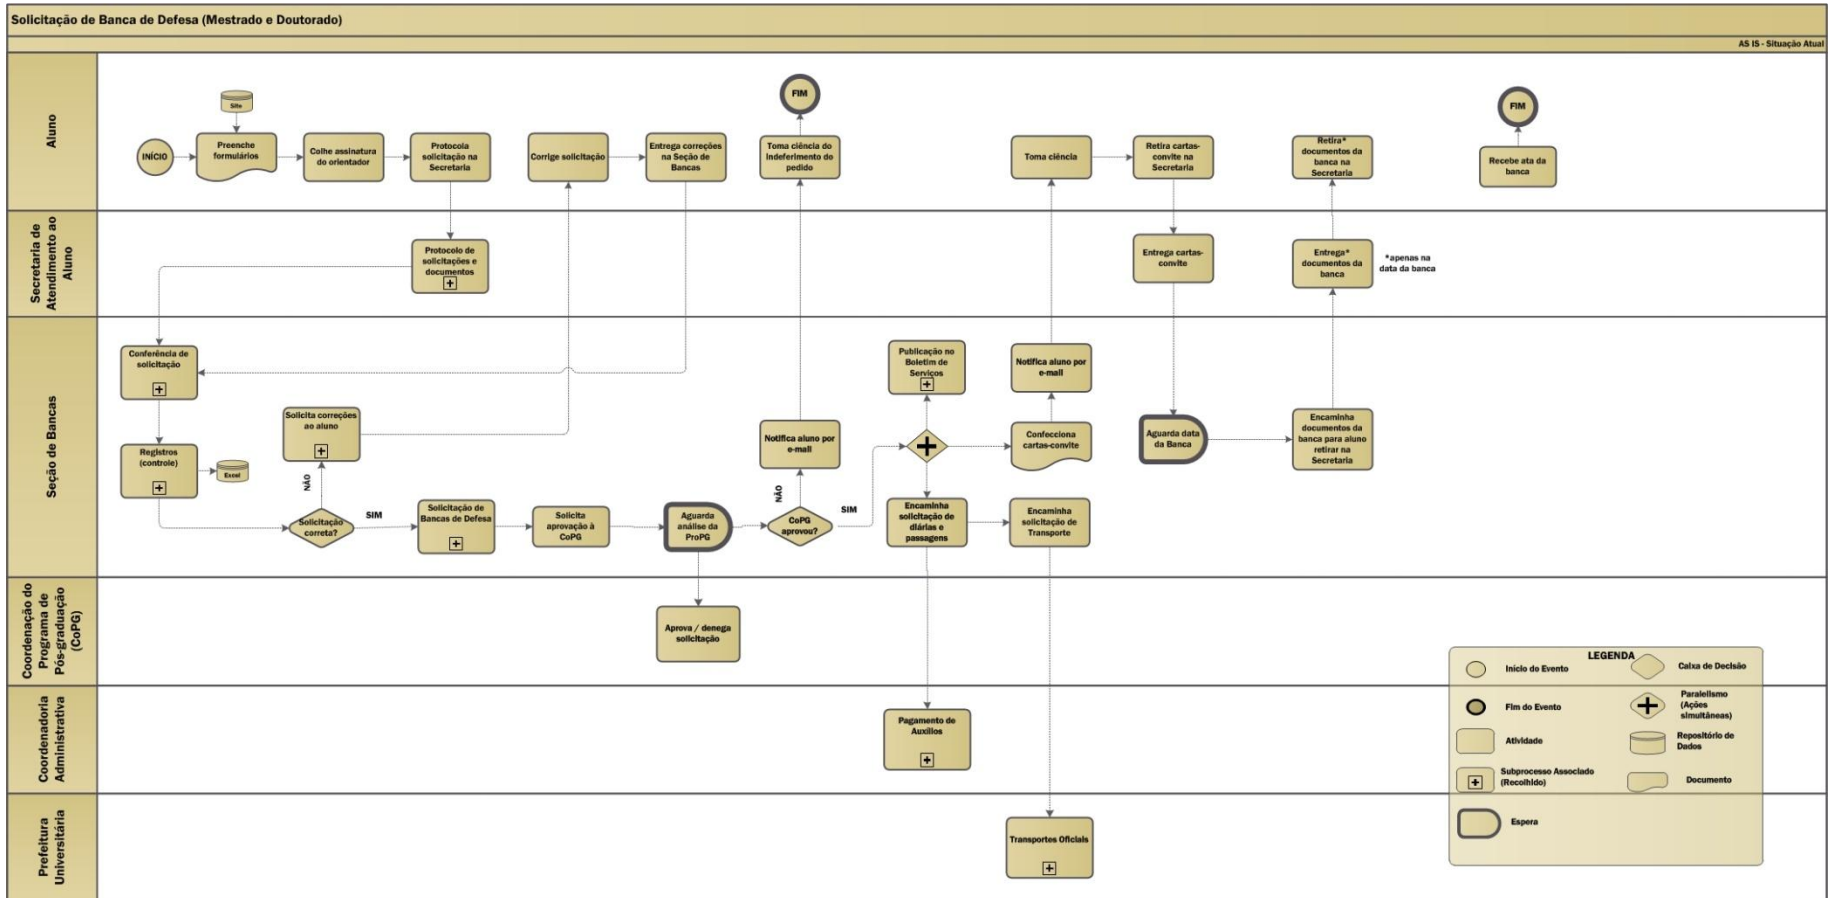 Solicitação de Banca de Defesa (Mestrado e Doutorado)
AS IS - Situação Atual
Aluno
INÍCIO
Site
Preenche
formulários
Colhe assinatura
do orientador
Protocola
solicitação na
Secretaria
Corrige solicitação
Entrega correções
na Seção de
Bancas
FIM
Toma ciência do
Indeferimento do
pedido
Toma ciência
Retira cartas-
convite na
Secretaria
Retira*
documentos da
banca na
Secretaria
FIM
Recebe ata da
banca
Secretaria de
Atendimento ao
Aluno
Protocolo de
solicitações e
documentos
Entrega cartas-
convite
Entrega*
documentos da
banca
*apenas na
data da banca
Seção de Bancas
Conferência de
solicitação
Registros
(controle)
Excel
Solicita correções
ao aluno
NÃO
Solicitação
correta?
SIM
Solicitação de
Bancas de Defesa
Solicita
aprovação à
CoPG
Aguarda
análise da
ProPG
Notifica aluno por
e-mail
NÃO
CoPG
aprovou?
SIM
Publicação no
Boletim de
Serviços
Notifica aluno por
e-mail
Confecciona
cartas-convite
Encaminha
solicitação de
diárias e
passagens
Encaminha
solicitação de
Transporte
Aguarda data
da Banca
Encaminha
documentos da
banca para aluno
retirar na
Secretaria
Coordenação do
Programa de
Pós-graduação
(CoPG)
Aprova / denega
solicitação
Coordenadoria
Administrativa
Pagamento de
Auxílios
Prefeitura
Universitária
Transportes Oficiais
LEGENDA
Início do Evento
Caixa de Decisão
Fim do Evento
Paralelismo
(Ações
simultâneas)
Atividade
Repositório de
Dados
Subprocesso Associado
(Recolhido)
Documento
Espera